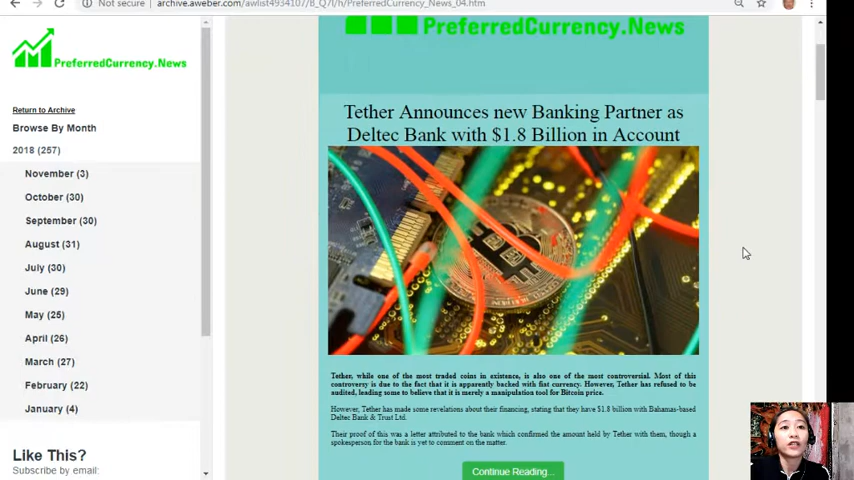 Not secure | archive.aweber.com/awlist4934107/8_Q7l/h/PreferredCurrency_News_04.htm
PreferredCurrency.News
PreferredCurrency.News
Return to Archive
Browse By Month
2018 (257)
November (3)
October (30)
September (30)
August (31)
July (30)
June (29)
May (25)
April (26)
March (27)
February (22)
January (4)
Like This?
Subscribe by email:
Tether Announces new Banking Partner as
Deltec Bank with $1.8 Billion in Account
Tether, while one of the most traded coins in existence, is also one of the most controversial. Most of this
controversy is due to the fact that it is apparently backed with fiat currency. However, Tether has refused to be
audited, leading some to believe that it is merely a manipulation tool for Bitcoin price.
However, Tether has made some revelations about their financing, stating that they have $1.8 billion with Bahamas-based
Deltec Bank & Trust Ltd.
Their proof of this was a letter attributed to the bank which confirmed the amount held by Tether with them, though a
spokesperson for the bank is yet to comment on the matter.
Continue Reading...